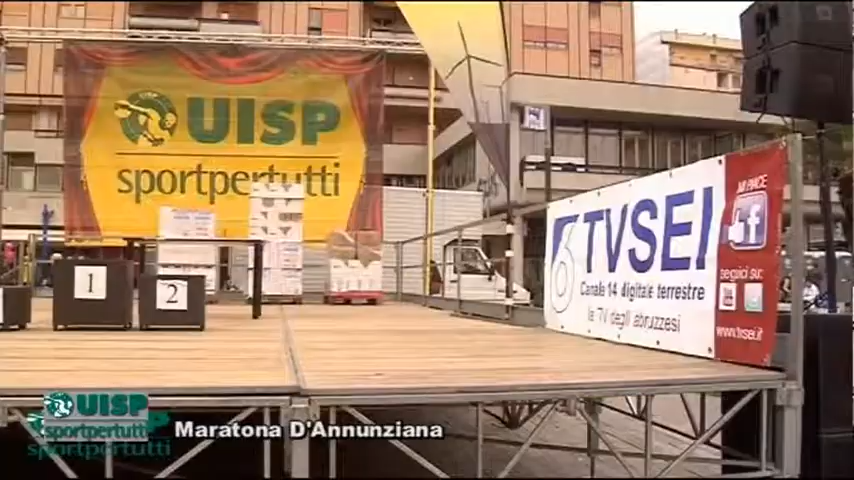 UISP
sportpertutti
1
2
6
TVSEI
Canale 14 digitale terrestre
la TV degli abruzzesi
MI PIACE
f
seguici su:
www.tvsei.it
UISP
sportpertutti
sportpertutti
Maratona D'Annunziana